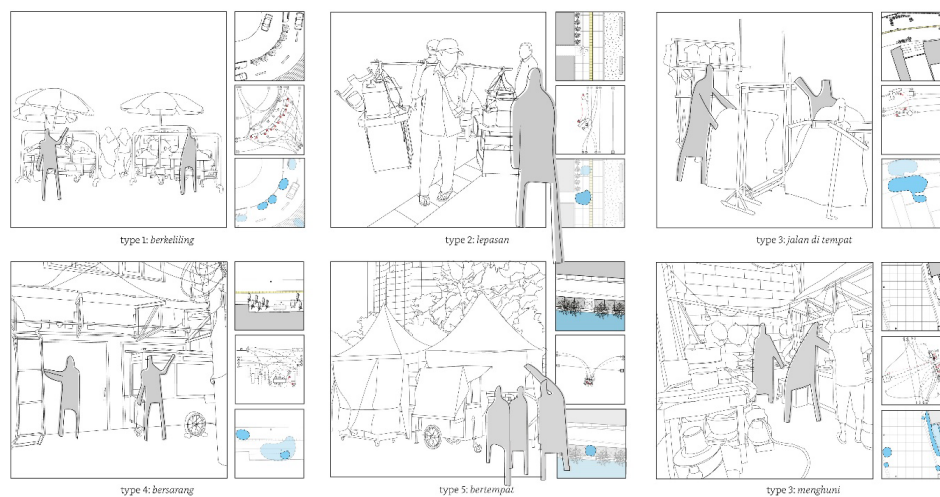 type 1: berkeliling
type 2: lepasan
type 3: jalan di tempat
type 4: bersarang
type 5: bertempat
type 3: menghuni